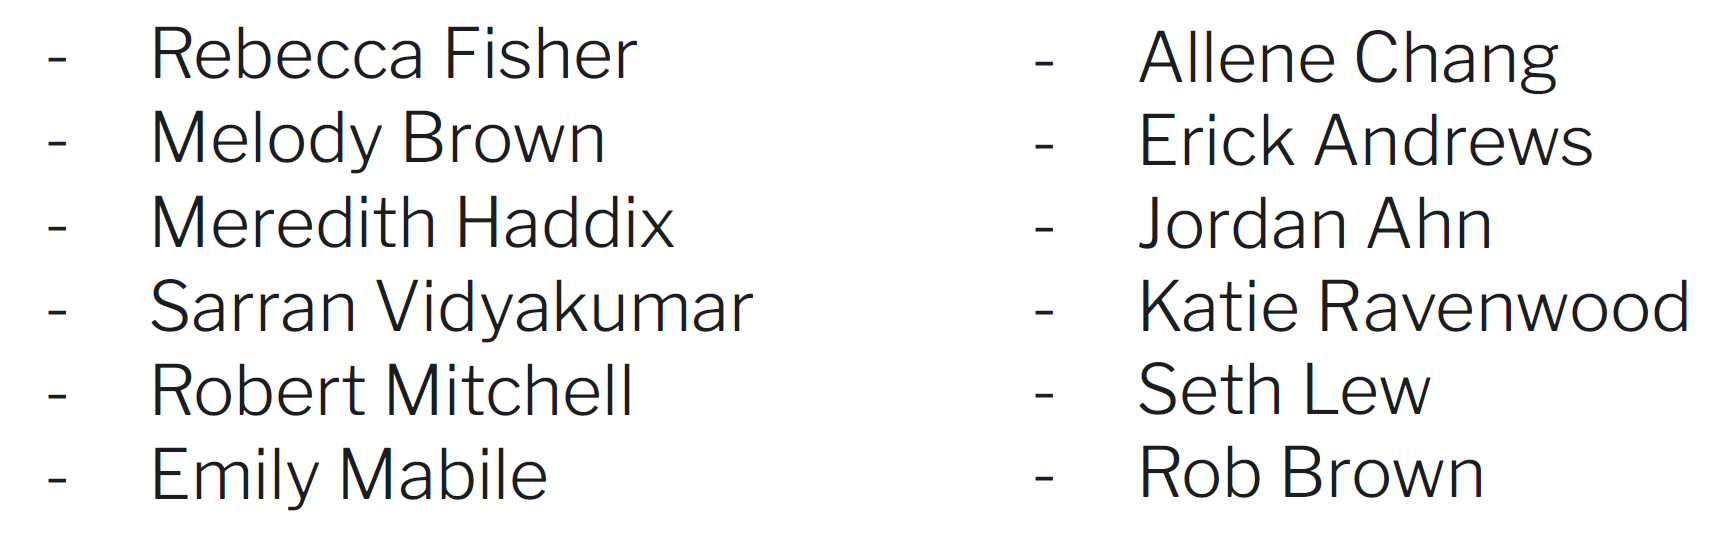 - Rebecca Fisher
- Melody Brown
- Meredith Haddix
- Sarran Vidyakumar
- Robert Mitchell
- Emily Mabile
- Allene Chang
- Erick Andrews
- Jordan Ahn
- Katie Ravenwood
- Seth Lew
- Rob Brown